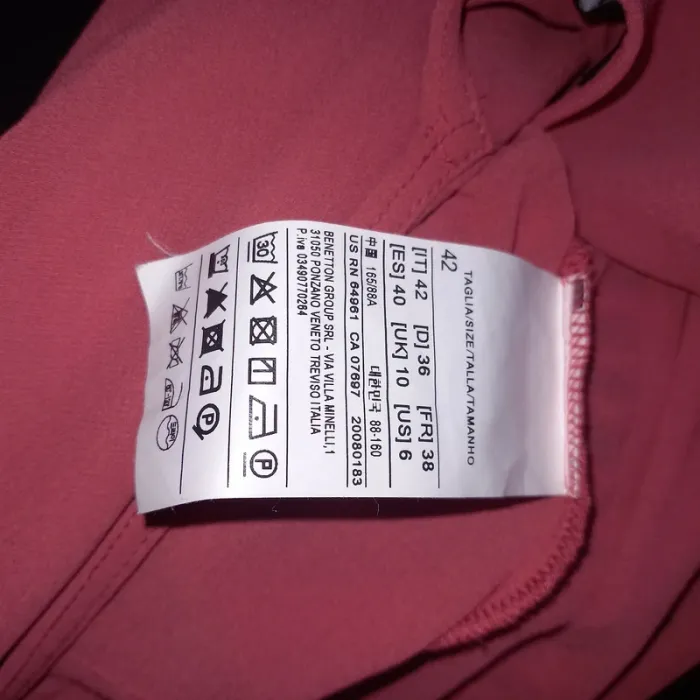 TAGLIA/SIZE/TALLA/TAMANHO
42
[IT] 42 [D] 36 [FR] 38
[ES] 40 [UK] 10 [US] 6
中国 165/88A 대한민국 88-160
US RN 64961 CA 07697 20080183
BENETTON GROUP SRL - VIA VILLA MINELLI,1
31050 PONZANO VENETO TREVISO ITALIA
P.iva 03490770264
30
P
P